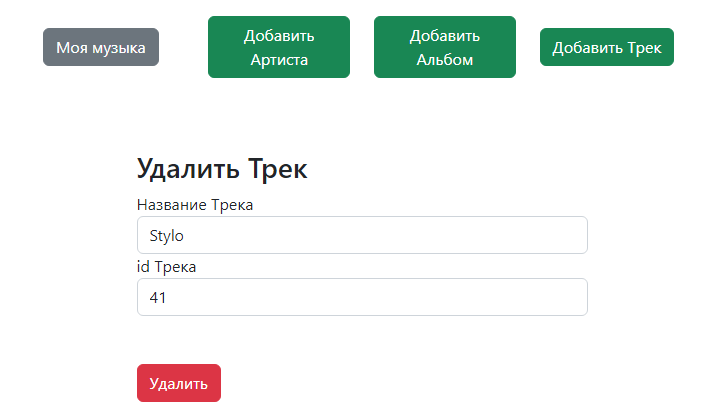 Моя музыка
Добавить
Артиста
Добавить
Альбом
Добавить Трек
Удалить Трек
Название Трека
Stylo
id Трека
41
Удалить